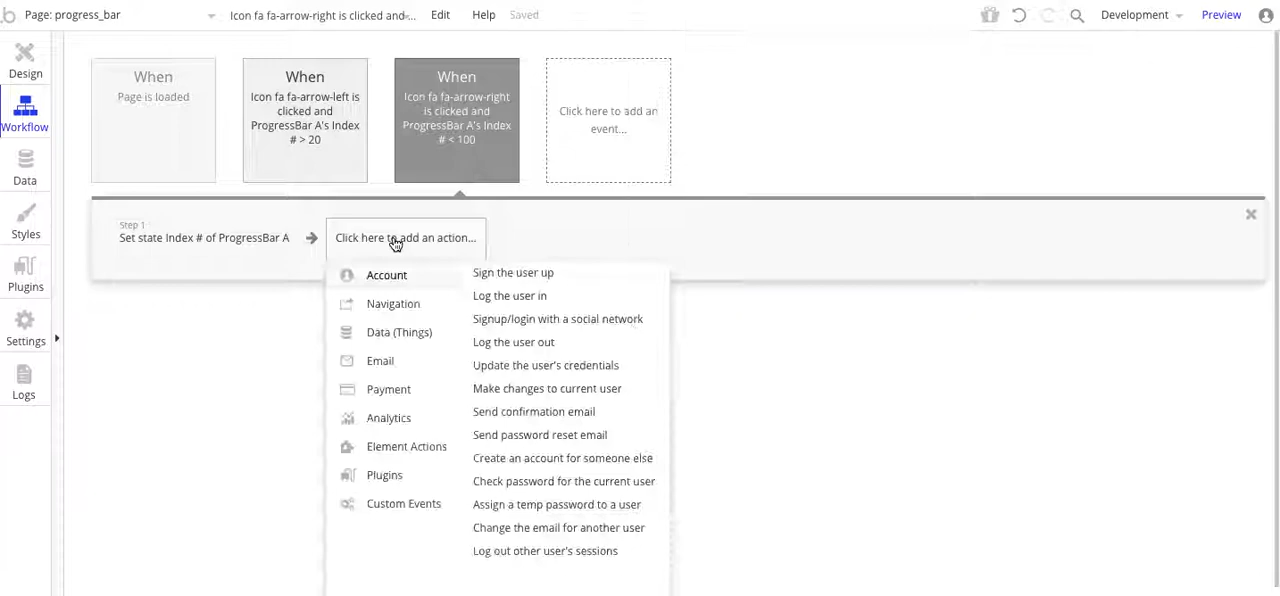 b Page: progress_bar Icon fa fa-arrow-right is clicked and... Edit Help Saved Development Preview
Design
Workflow
Data
Styles
Plugins
Settings
Logs
When
Page is loaded
When
Icon fa fa-arrow-left is
clicked and
ProgressBar A's Index
# > 20
When
Icon fa fa-arrow-right
is clicked and
ProgressBar A's Index
# < 100
Click here to add an
event...
Step 1
Set state Index # of ProgressBar A
Click here to add an action...
Account
Navigation
Data (Things)
Email
Payment
Analytics
Element Actions
Plugins
Custom Events
Sign the user up
Log the user in
Signup/login with a social network
Log the user out
Update the user's credentials
Make changes to current user
Send confirmation email
Send password reset email
Create an account for someone else
Check password for the current user
Assign a temp password to a user
Change the email for another user
Log out other user's sessions